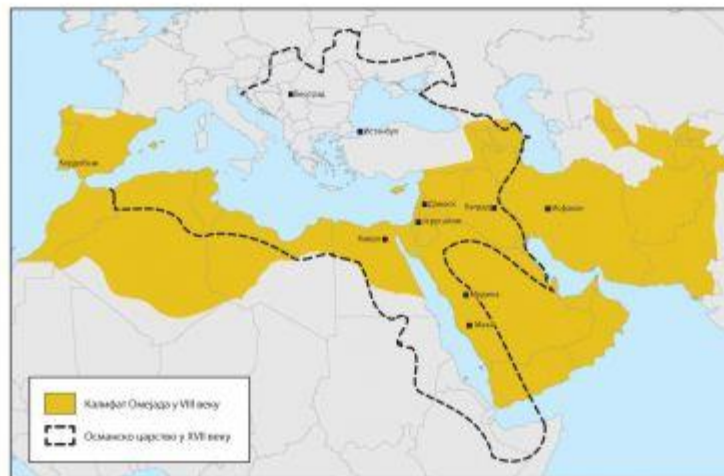 Београд
Истанбул
Кордоба
Дамаск
Јерусалим
Багдад
Исфахан
Каиро
Медина
Мека
Калифат Омејада у VIII веку
Османско царство у XVII веку